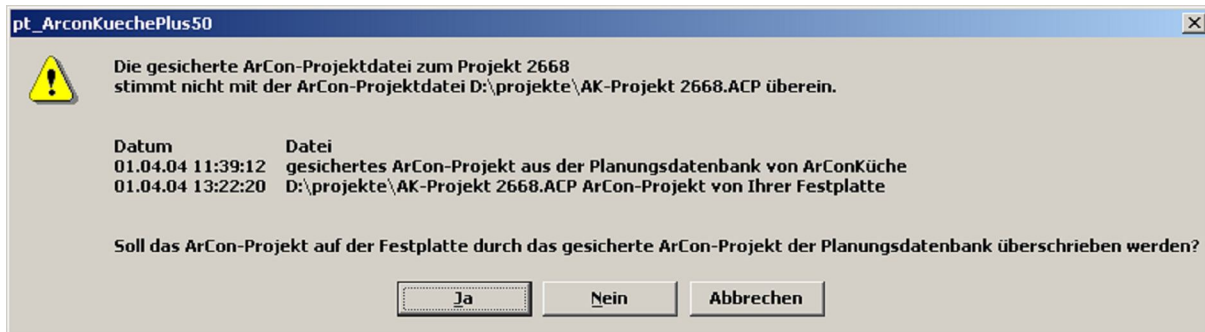 pt_ArconKuechePlus50
Die gesicherte ArCon-Projektdatei zum Projekt 2668
stimmt nicht mit der ArCon-Projektdatei D:\projekte\AK-Projekt 2668.ACP überein.
Datum Datei
01.04.04 11:39:12 gesichertes ArCon-Projekt aus der Planungsdatenbank von ArConKüche
01.04.04 13:22:20 D:\projekte\AK-Projekt 2668.ACP ArCon-Projekt von Ihrer Festplatte
Soll das ArCon-Projekt auf der Festplatte durch das gesicherte ArCon-Projekt der Planungsdatenbank überschrieben werden?
Ja Nein Abbrechen